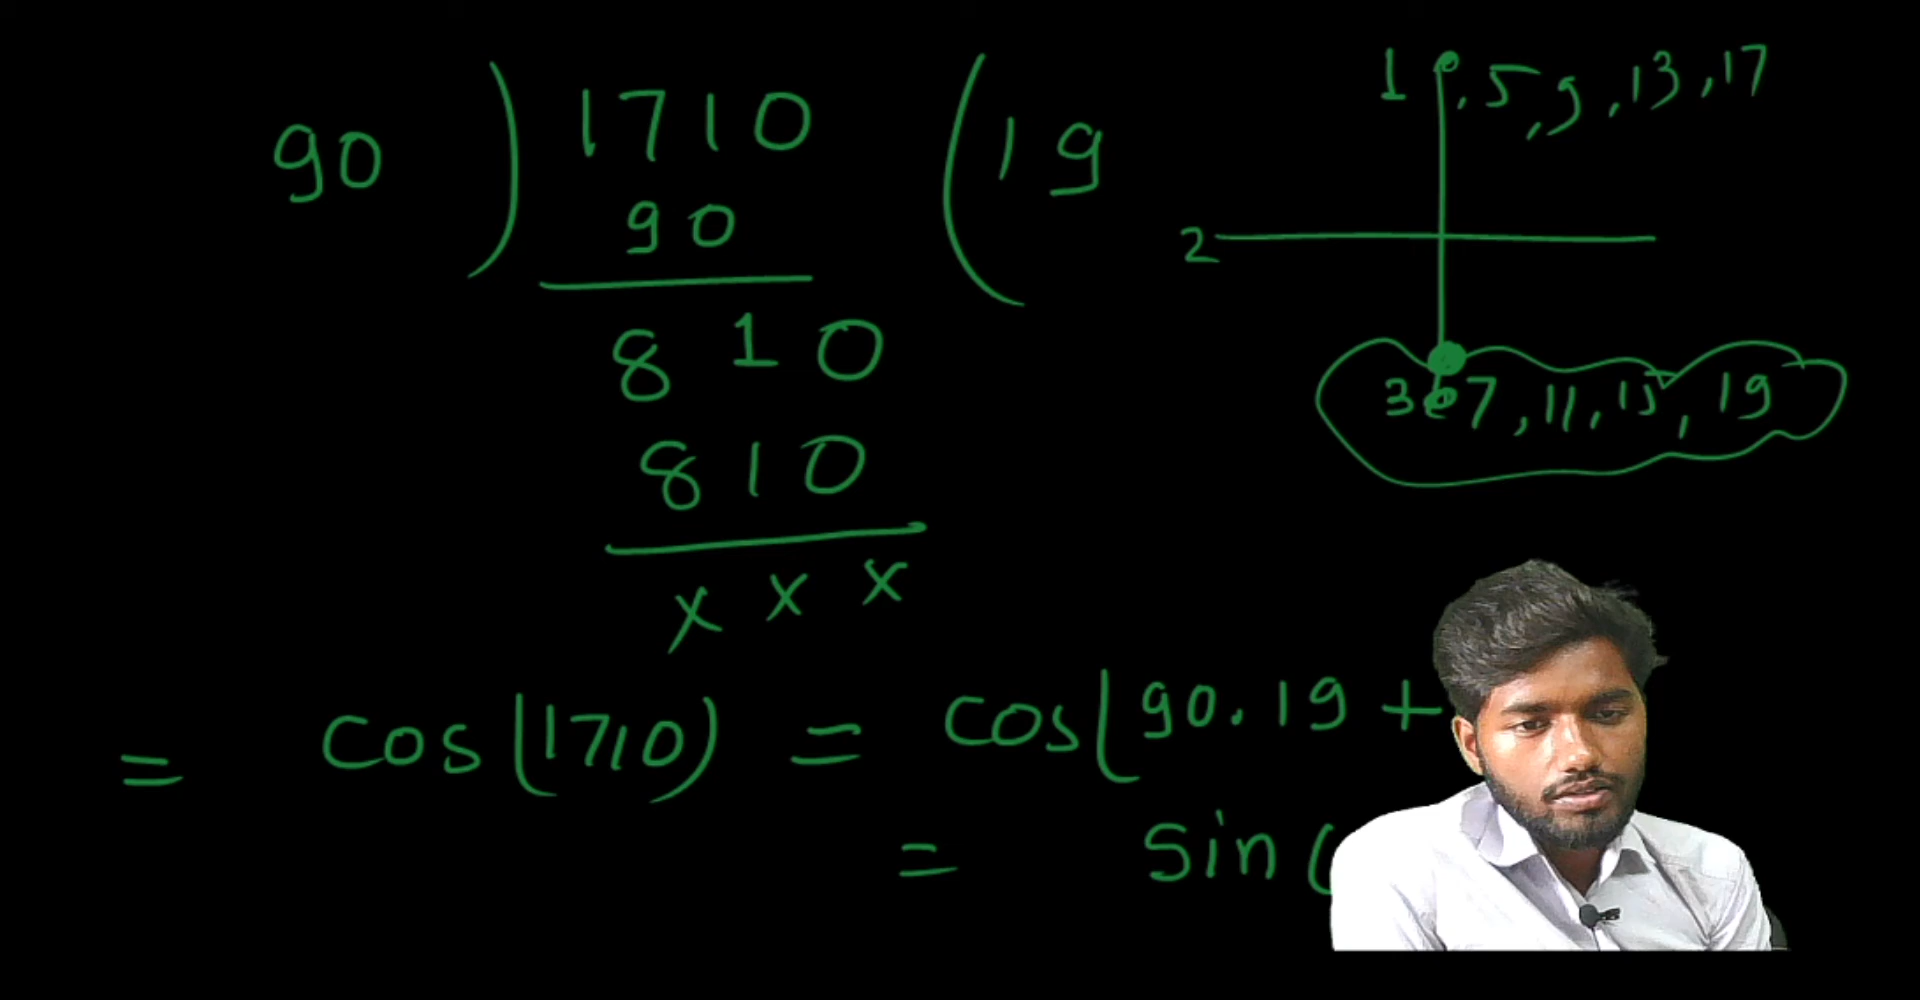 90 ) 1710 ( 19
90
810
810
x x x
1, 5, 9, 13, 17
2
3, 7, 11, 15, 19
= cos(1710) = cos(90.19 +
= sin(